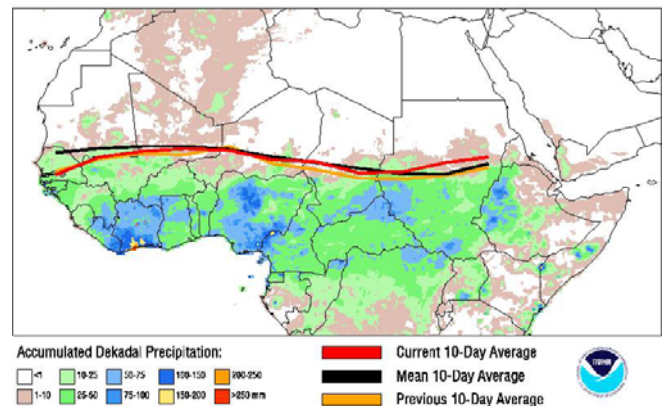 Accumulated Dekadal Precipitation:
<1 10-25 50-75 100-150 200-250
1-10 25-50 75-100 150-200 >250 mm
Current 10-Day Average
Mean 10-Day Average
Previous 10-Day Average